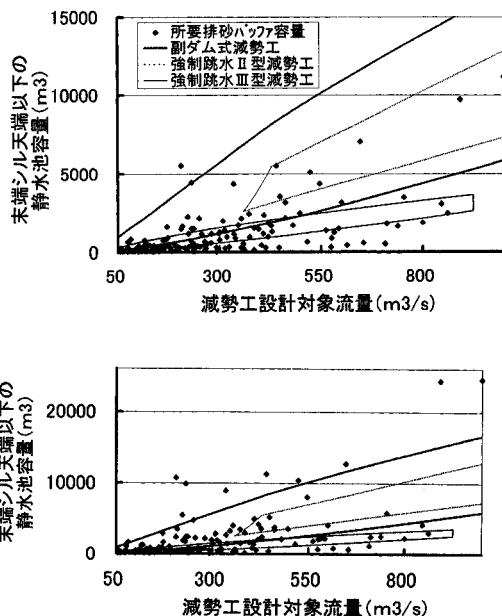 15000
10000
5000
0
末端シル天端以下の
静水池容量(m3)
所要排砂バッファ容量
副ダム式減勢工
強制跳水Ⅱ型減勢工
強制跳水Ⅲ型減勢工
50
300
550
800
減勢工設計対象流量(m3/s)
20000
10000
0
末端シル天端以下の
静水池容量(m3)
50
300
550
800
減勢工設計対象流量(m3/s)